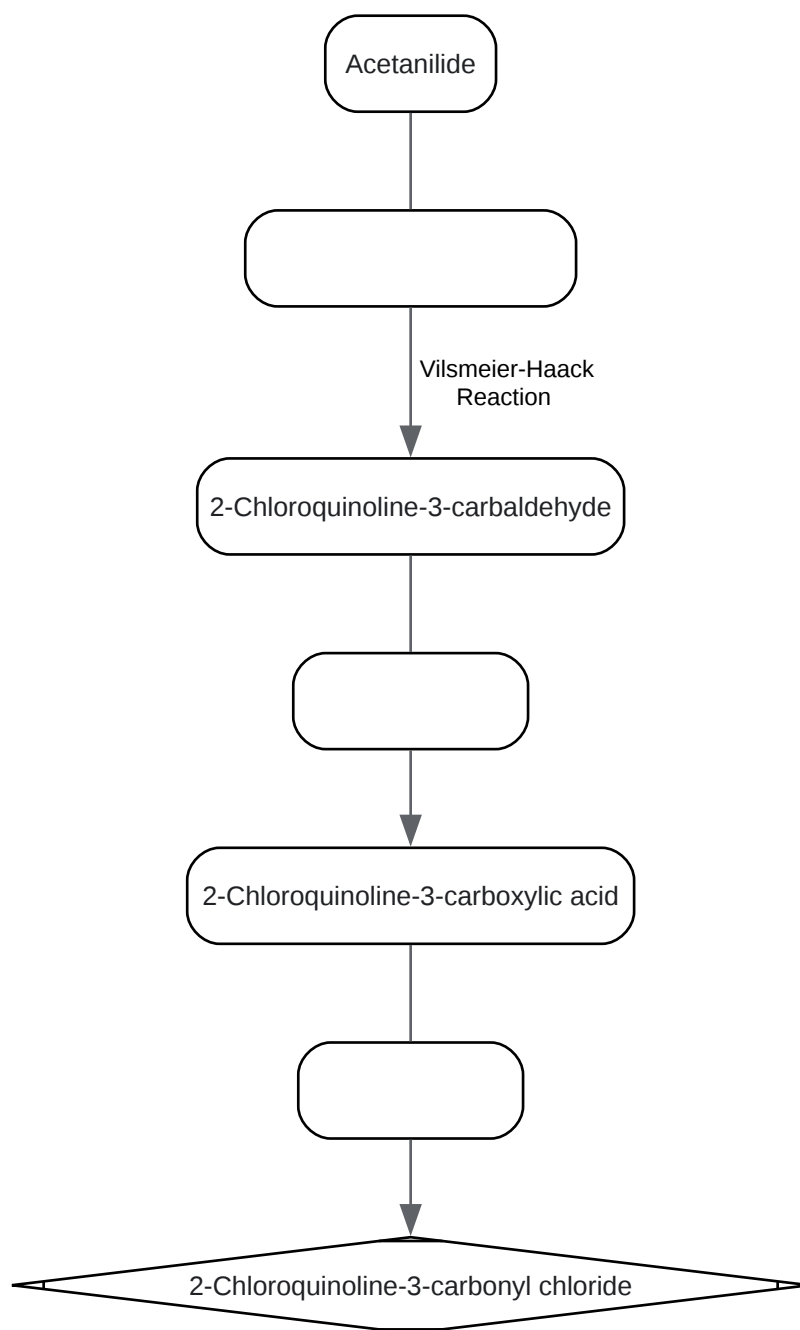 Acetanilide
Vilsmeier-Haack
Reaction
2-Chloroquinoline-3-carbaldehyde
2-Chloroquinoline-3-carboxylic acid
2-Chloroquinoline-3-carbonyl chloride